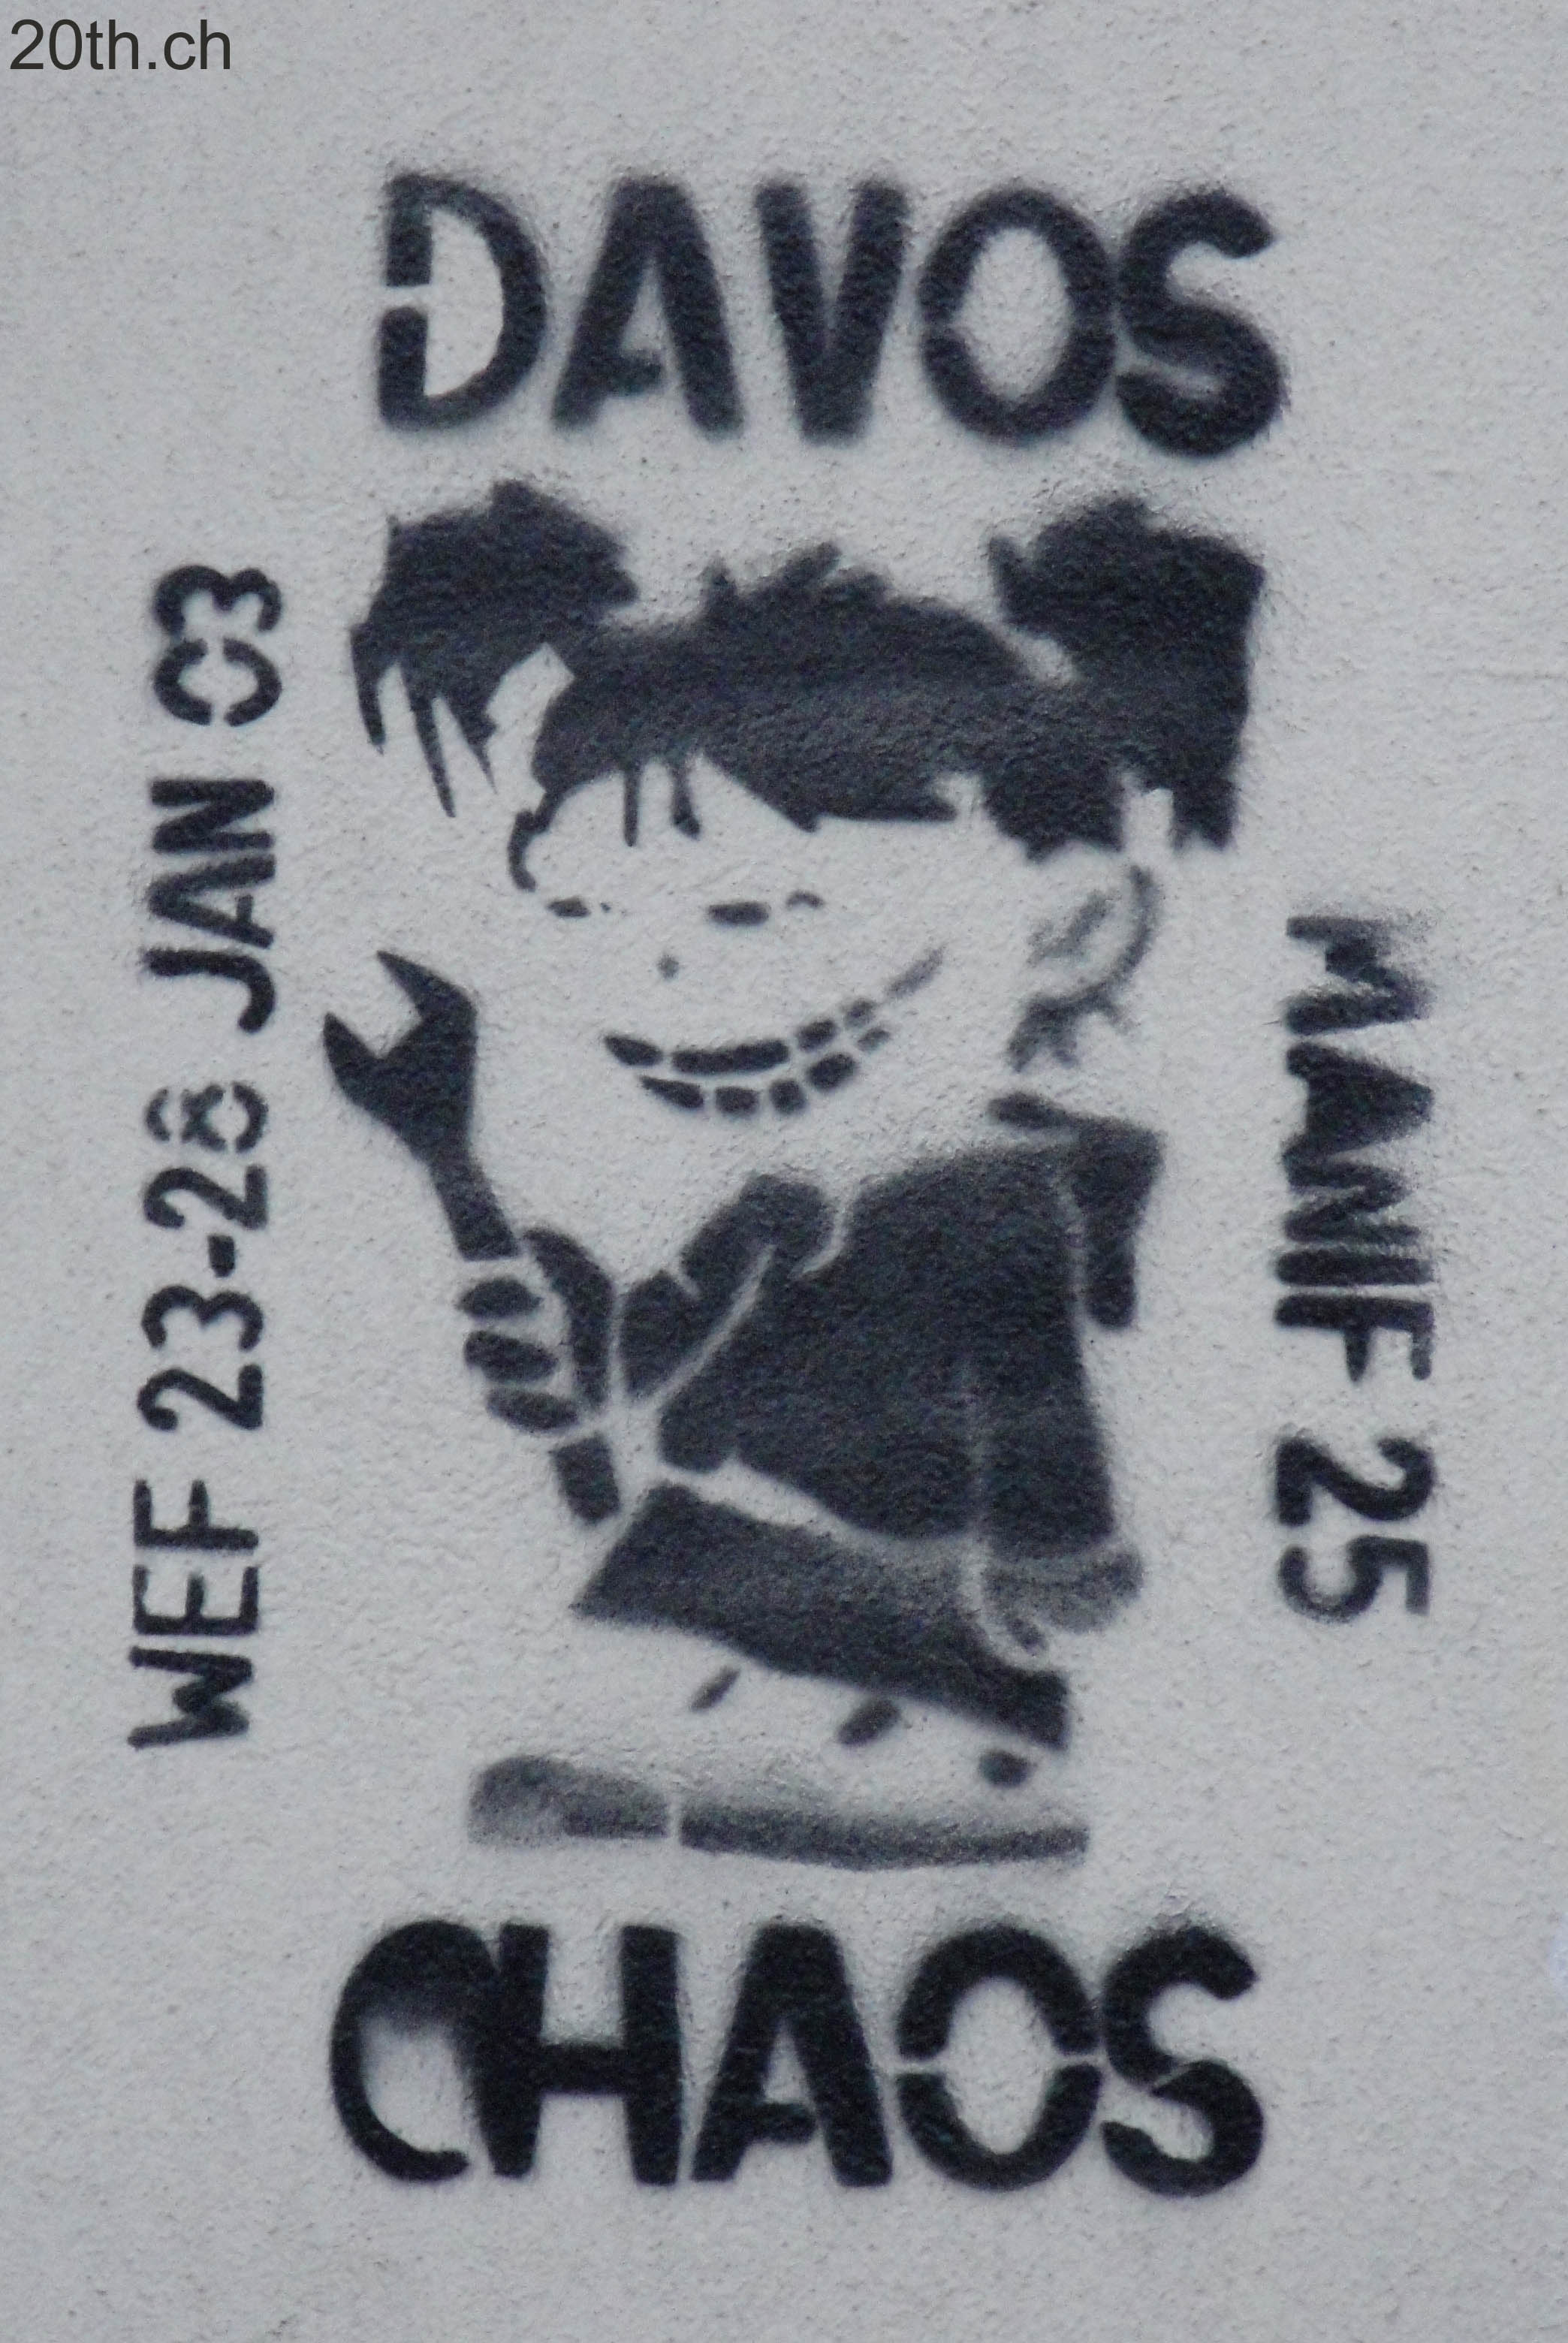 20th.ch
DAVOS
WEF 23-28 JAN 03
MANIF 25
CHAOS